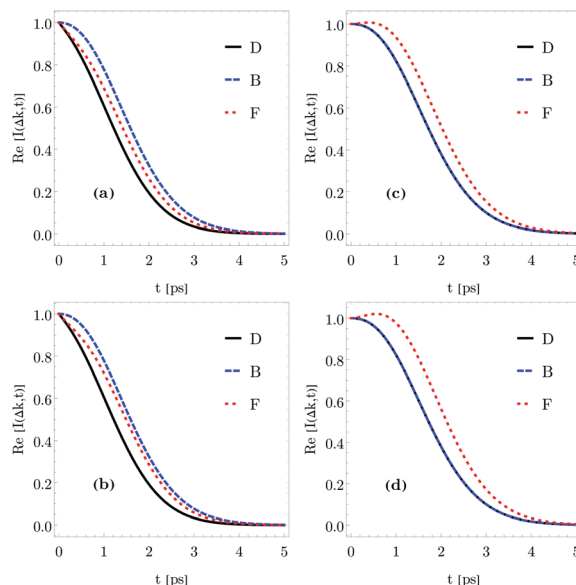 Re [I(Δk,t)]
1.0
0.8
0.6
0.4
0.2
0.0
D
B
F
(a)
0 1 2 3 4 5
t [ps]
Re [I(Δk,t)]
1.0
0.8
0.6
0.4
0.2
0.0
D
B
F
(c)
0 1 2 3 4 5
t [ps]
Re [I(Δk,t)]
1.0
0.8
0.6
0.4
0.2
0.0
D
B
F
(b)
0 1 2 3 4 5
t [ps]
Re [I(Δk,t)]
1.0
0.8
0.6
0.4
0.2
0.0
D
B
F
(d)
0 1 2 3 4 5
t [ps]